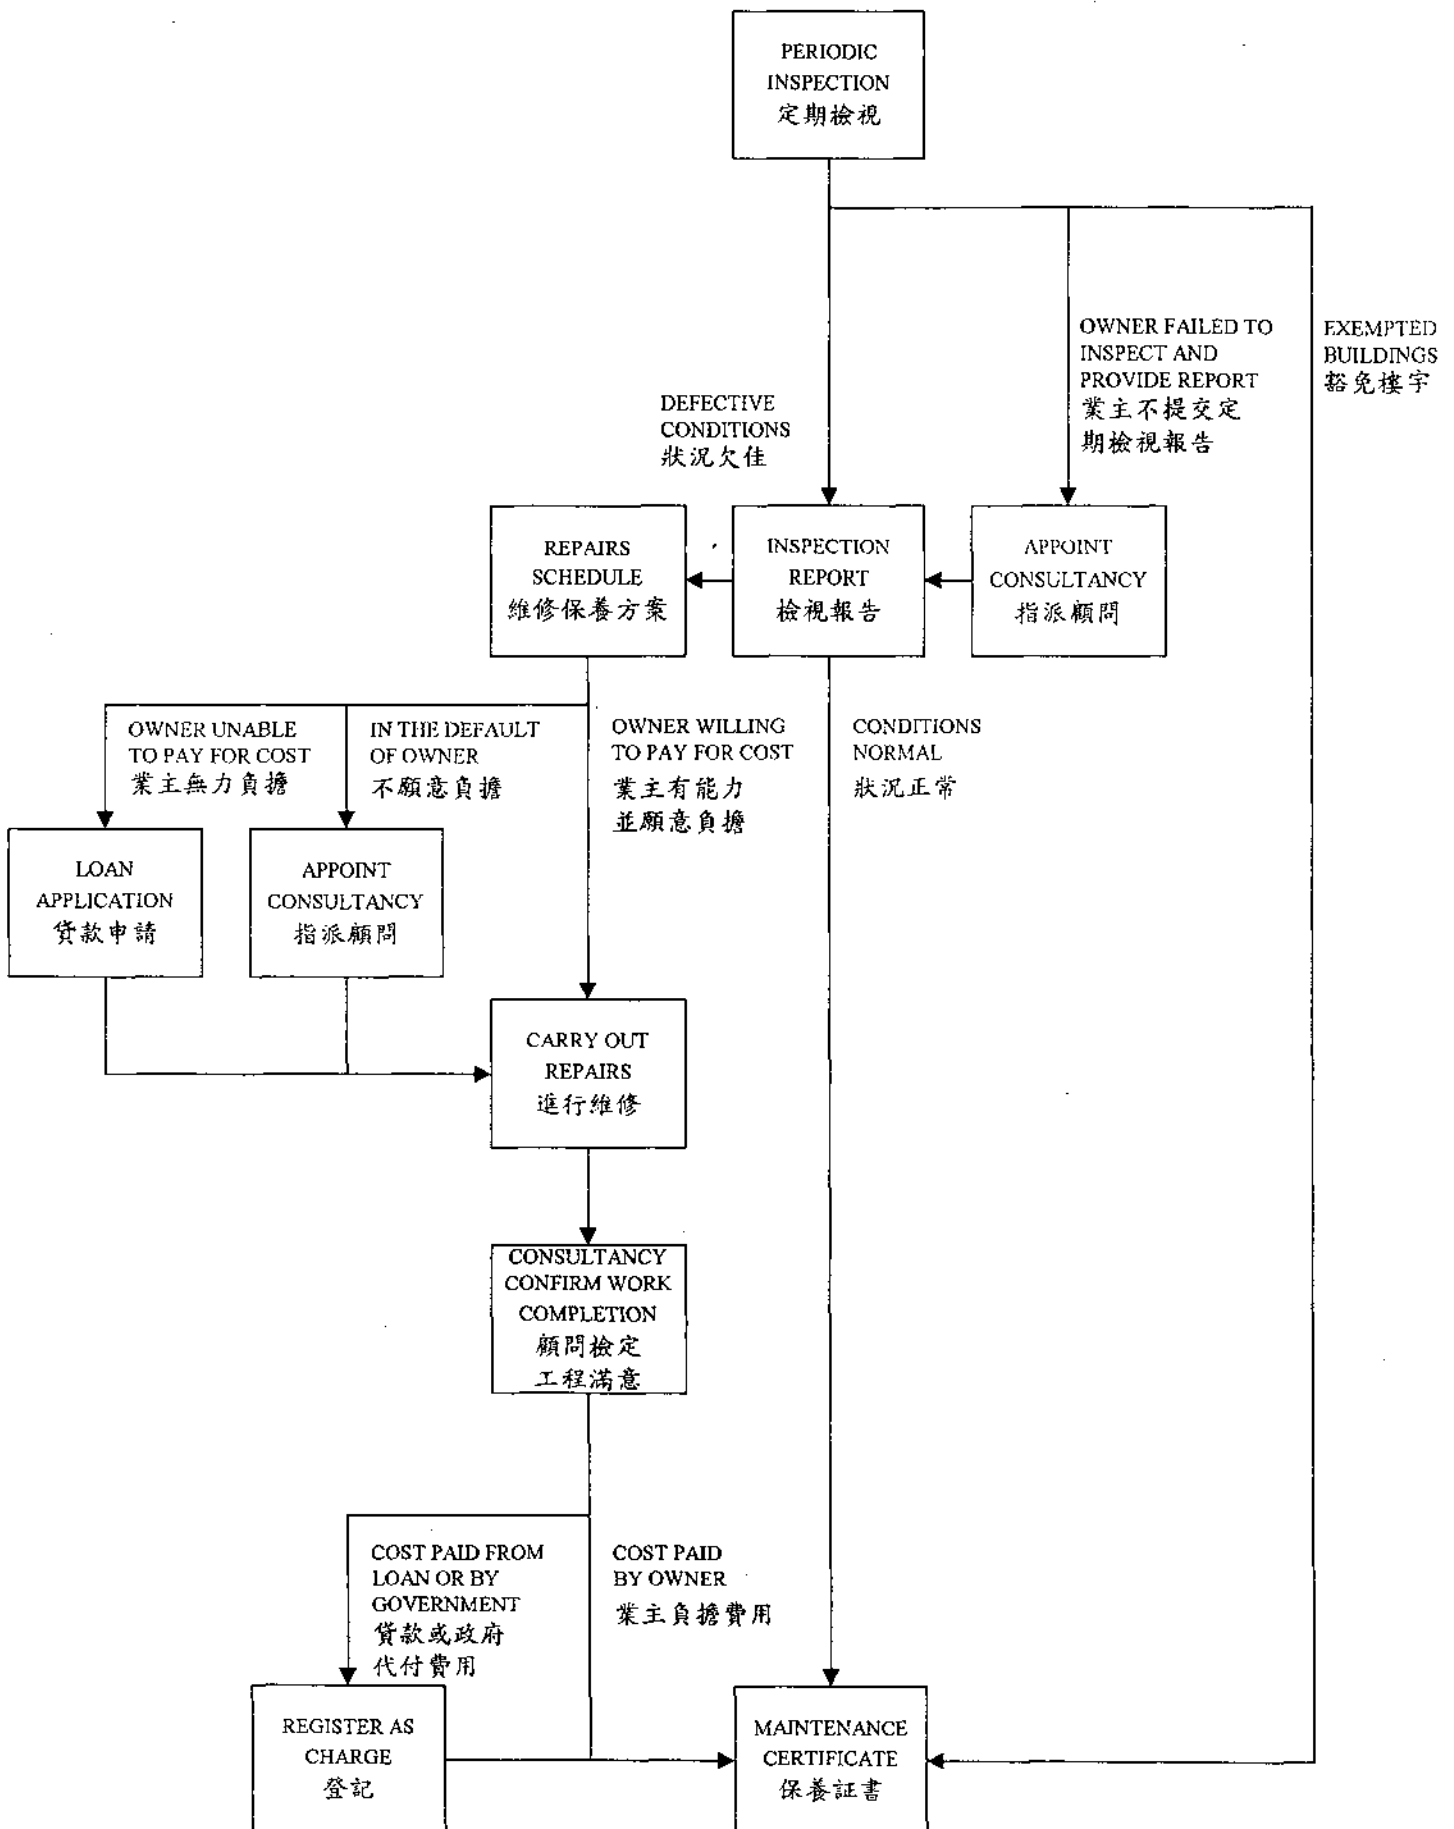 PERIODIC
INSPECTION
定期檢視
OWNER FAILED TO
INSPECT AND
PROVIDE REPORT
業主不提交定
期檢視報告
EXEMPTED
BUILDINGS
豁免樓宇
DEFECTIVE
CONDITIONS
狀況欠佳
REPAIRS
SCHEDULE
維修保養方案
INSPECTION
REPORT
檢視報告
APPOINT
CONSULTANCY
指派顧問
OWNER UNABLE
TO PAY FOR COST
業主無力負擔
IN THE DEFAULT
OF OWNER
不願意負擔
OWNER WILLING
TO PAY FOR COST
業主有能力
並願意負擔
CONDITIONS
NORMAL
狀況正常
LOAN
APPLICATION
貸款申請
APPOINT
CONSULTANCY
指派顧問
CARRY OUT
REPAIRS
進行維修
CONSULTANCY
CONFIRM WORK
COMPLETION
顧問檢定
工程滿意
COST PAID FROM
LOAN OR BY
GOVERNMENT
貸款或政府
代付費用
COST PAID
BY OWNER
業主負擔費用
REGISTER AS
CHARGE
登記
MAINTENANCE
CERTIFICATE
保養証書